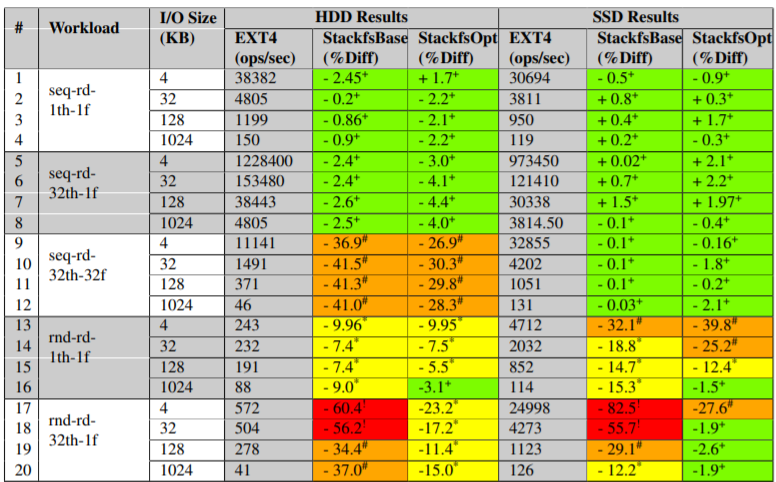 # Workload I/O Size (KB) HDD Results SSD Results
EXT4 (ops/sec) StackfsBase (%Diff) StackfsOpt (%Diff) EXT4 (ops/sec) StackfsBase (%Diff) StackfsOpt (%Diff)
1 seq-rd-1th-1f 4 38382 - 2.45+ + 1.7+ 30694 - 0.5+ - 0.9+
2 32 4805 - 0.2+ - 2.2+ 3811 + 0.8+ + 0.3+
3 128 1199 - 0.86+ - 2.1+ 950 + 0.4+ + 1.7+
4 1024 150 - 0.9+ - 2.2+ 119 + 0.2+ - 0.3+
5 seq-rd-32th-1f 4 1228400 - 2.4+ - 3.0+ 973450 + 0.02+ + 2.1+
6 32 153480 - 2.4+ - 4.1+ 121410 + 0.7+ + 2.2+
7 128 38443 - 2.6+ - 4.4+ 30338 + 1.5+ + 1.97+
8 1024 4805 - 2.5+ - 4.0+ 3814.50 - 0.1+ - 0.4+
9 seq-rd-32th-32f 4 11141 - 36.9# - 26.9# 32855 - 0.1+ - 0.16+
10 32 1491 - 41.5# - 30.3# 4202 - 0.1+ - 1.8+
11 128 371 - 41.3# - 29.8# 1051 - 0.1+ - 0.2+
12 1024 46 - 41.0# - 28.3# 131 - 0.03+ - 2.1+
13 rnd-rd-1th-1f 4 243 - 9.96* - 9.95* 4712 - 32.1# - 39.8#
14 32 232 - 7.4* - 7.5* 2032 - 18.8* - 25.2#
15 128 191 - 7.4* - 5.5* 852 - 14.7* - 12.4*
16 1024 88 - 9.0* -3.1+ 114 - 15.3* -1.5+
17 rnd-rd-32th-1f 4 572 - 60.4! -23.2* 24998 - 82.5! -27.6#
18 32 504 - 56.2! -17.2* 4273 - 55.7! -1.9+
19 128 278 - 34.4# -11.4* 1123 - 29.1# -2.6+
20 1024 41 - 37.0# -15.0* 126 - 12.2* -1.9+